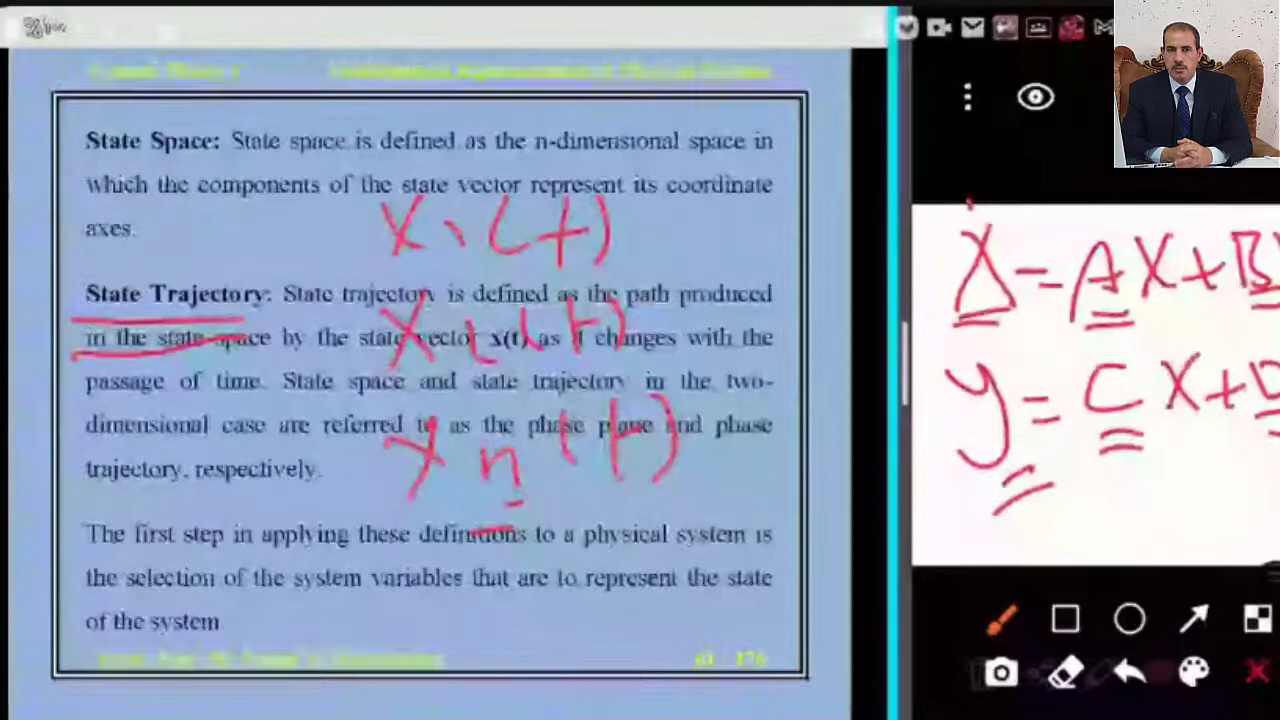 State Space: State space is defined as the n-dimensional space in
which the components of the state vector represent its coordinate
axes.
State Trajectory: State trajectory is defined as the path produced
in the state space by the state vector x(t) as it changes with the
passage of time. State space and state trajectory in the two-
dimensional case are referred to as the phase plane and phase
trajectory, respectively.
The first step in applying these definitions to a physical system is
the selection of the system variables that are to represent the state
of the system
61 176
X (t)
X (t)
X n (t)
Ẋ = AX + B
y = C X + D